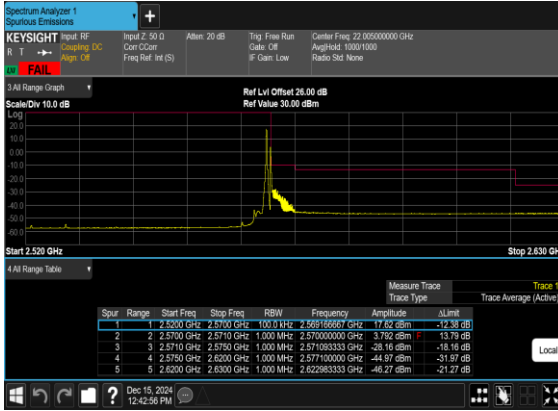 Spectrum Analyzer 1
Spurious Emissions
KEYSIGHT Input: RF Input Z: 50 Ω Atten: 20 dB Trig: Free Run Center Freq: 22.005000000 GHz
R T Coupling: DC Corr CCorr Gate: Off Avg|Hold: 1000/1000
Align: Off Freq Ref: Int (S) IF Gain: Low Radio Std: None
FAIL
3 All Range Graph
Ref Lvl Offset 26.00 dB
Scale/Div 10.0 dB Ref Value 30.00 dBm
Log
20.0
10.0
0.00
-10.0
-20.0
-30.0
-40.0
-50.0
-60.0
Start 2.520 GHz Stop 2.630 GHz
4 All Range Table
Measure Trace Trace 1
Trace Type Trace Average (Active)
Spur Range Start Freq Stop Freq RBW Frequency Amplitude ΔLimit
1 1 2.5200 GHz 2.5700 GHz 100.0 kHz 2.569166667 GHz 17.62 dBm -12.38 dB
2 2 2.5700 GHz 2.5710 GHz 1.000 MHz 2.570000000 GHz 3.792 dBm F 13.79 dB
3 3 2.5710 GHz 2.5750 GHz 1.000 MHz 2.571093333 GHz -28.16 dBm -18.16 dB
4 4 2.5750 GHz 2.6200 GHz 1.000 MHz 2.577100000 GHz -44.97 dBm -31.97 dB
5 5 2.6200 GHz 2.6300 GHz 1.000 MHz 2.622983333 GHz -46.27 dBm -21.27 dB
Local
Dec 15, 2024
12:42:56 PM